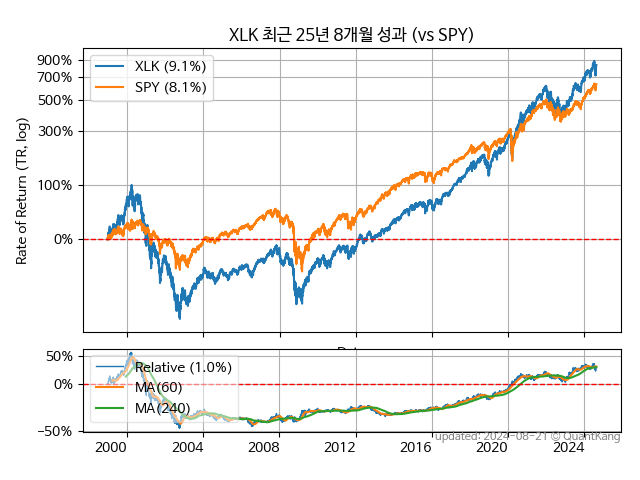 XLK 최근 25년 8개월 성과 (vs SPY)
Rate of Return (TR, log)
900%
700%
500%
300%
100%
0%
XLK (9.1%)
SPY (8.1%)
50%
0%
−50%
Relative (1.0%)
MA(60)
MA(240)
2000 2004 2008 2012 2016 2020 2024
updated: 2024-08-21 © QuantKang